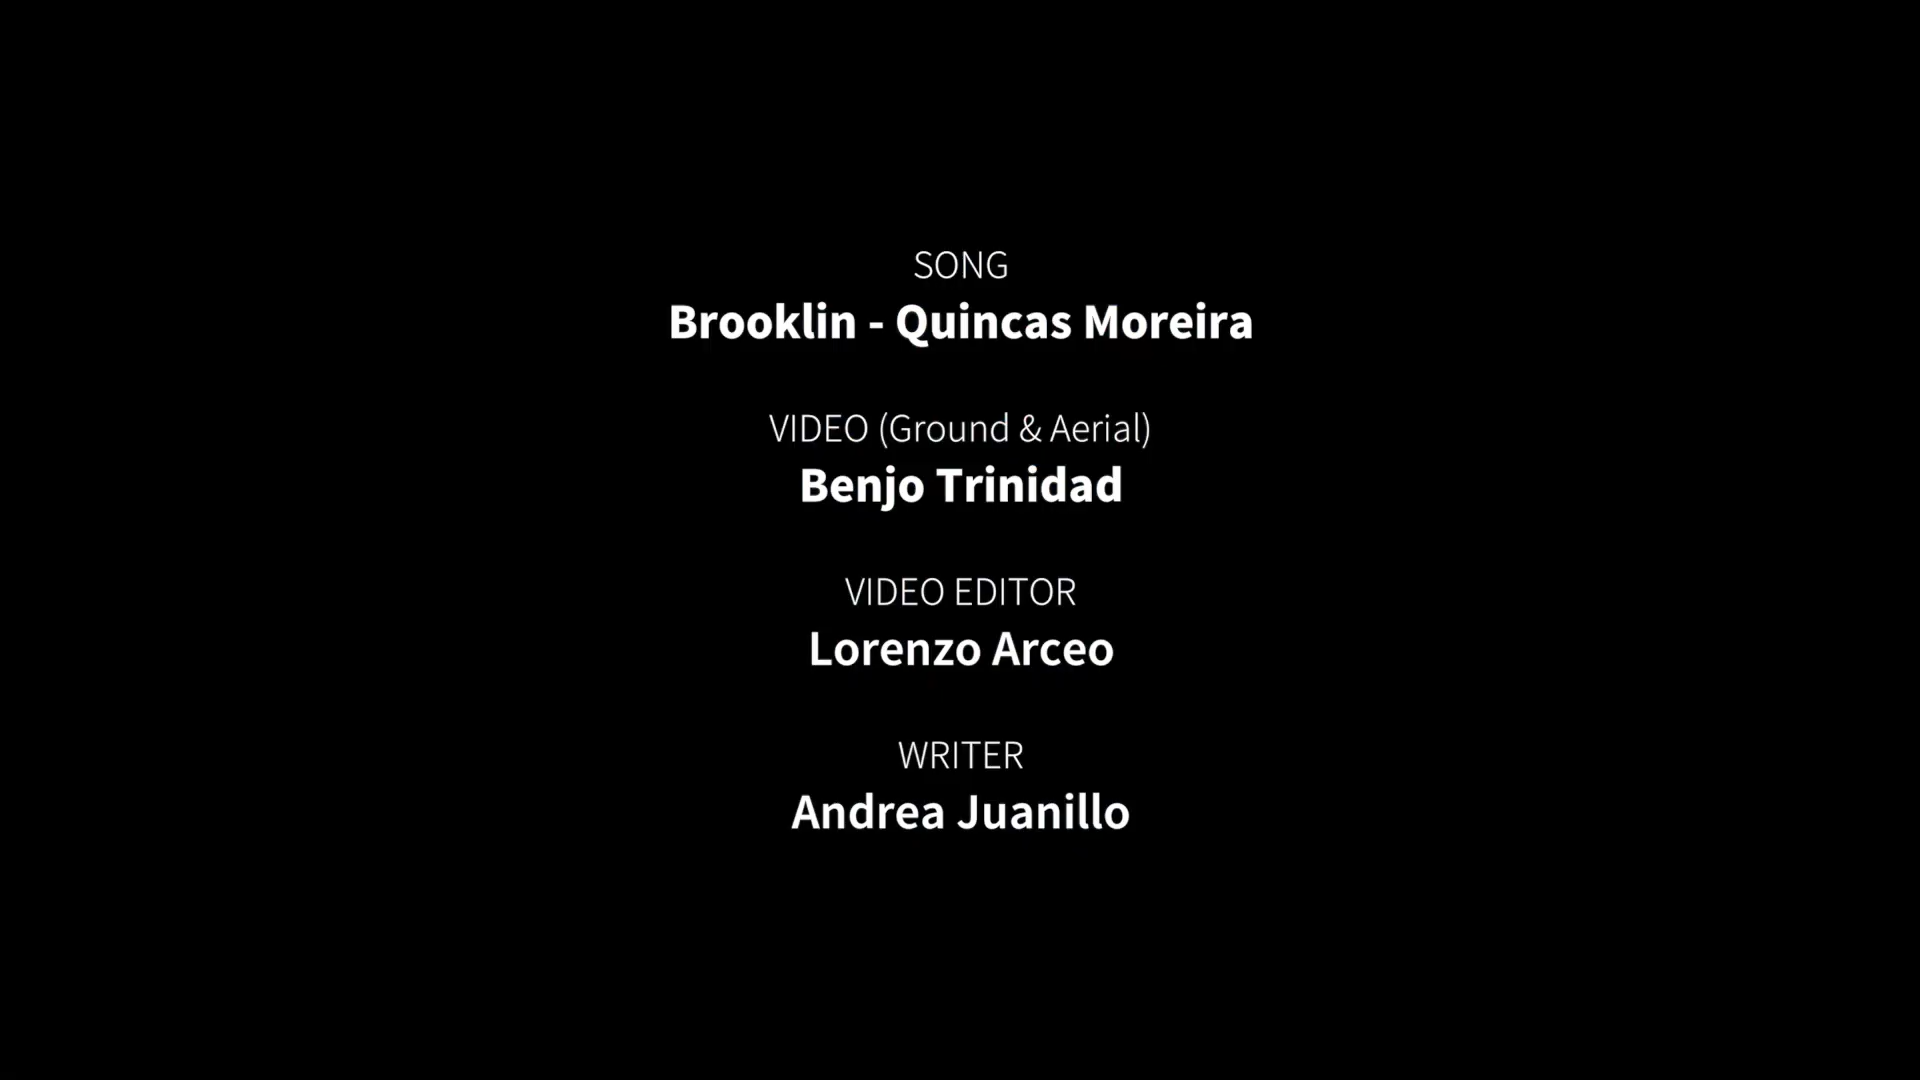 SONG
Brooklin - Quincas Moreira
VIDEO (Ground & Aerial)
Benjo Trinidad
VIDEO EDITOR
Lorenzo Arceo
WRITER
Andrea Juanillo